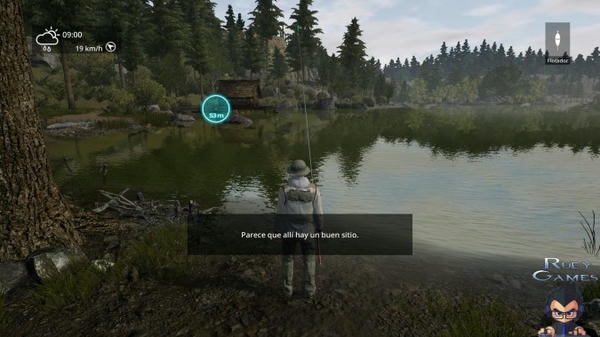 09:00
19 km/h
Flotador
53 m
Parece que allí hay un buen sitio.
RUEY
GAMES